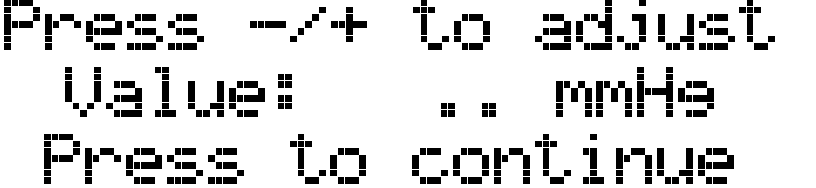 Press -/+ to adjust
Value: .. mmHg
Press to continue